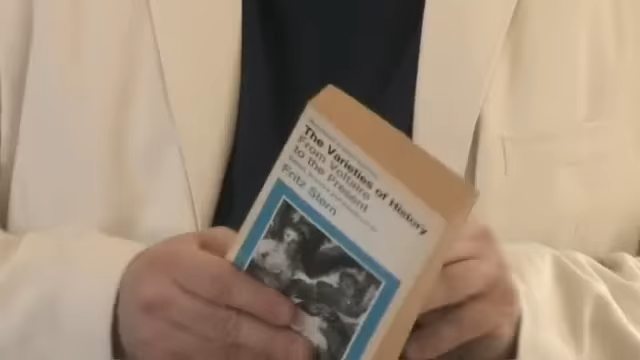 The Varieties of History
From Voltaire
to the present
Fritz Stern